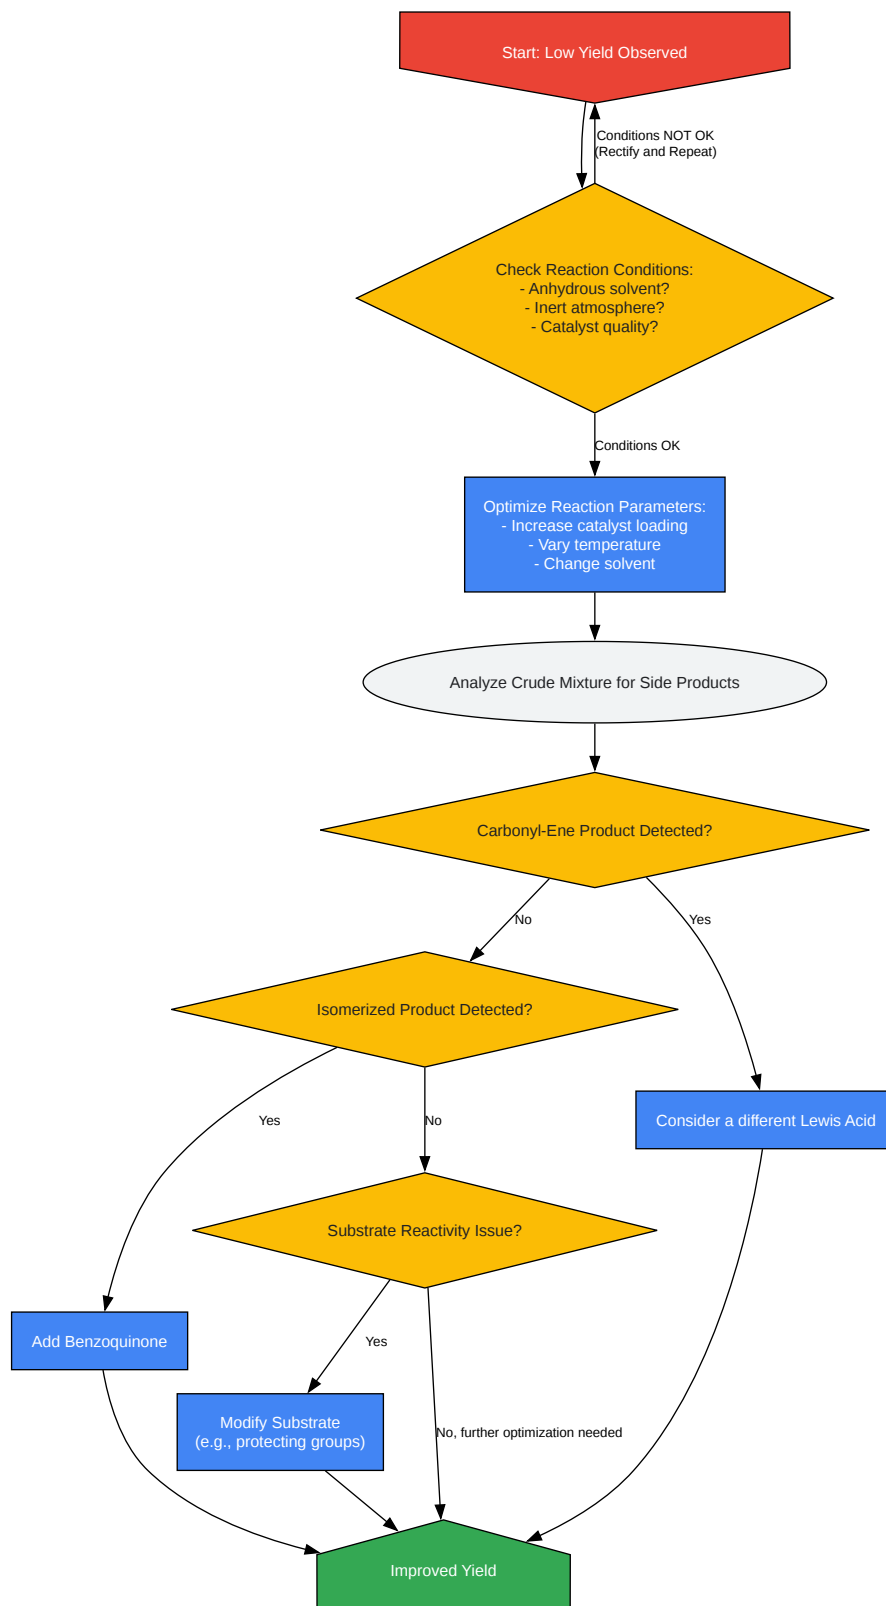 Start: Low Yield Observed
Conditions NOT OK
(Rectify and Repeat)
Check Reaction Conditions:
- Anhydrous solvent?
- Inert atmosphere?
- Catalyst quality?
Conditions OK
Optimize Reaction Parameters:
- Increase catalyst loading
- Vary temperature
- Change solvent
Analyze Crude Mixture for Side Products
Carbonyl-Ene Product Detected?
No
Yes
Isomerized Product Detected?
Yes
No
Consider a different Lewis Acid
Substrate Reactivity Issue?
Add Benzoquinone
Yes
Modify Substrate
(e.g., protecting groups)
No, further optimization needed
Improved Yield